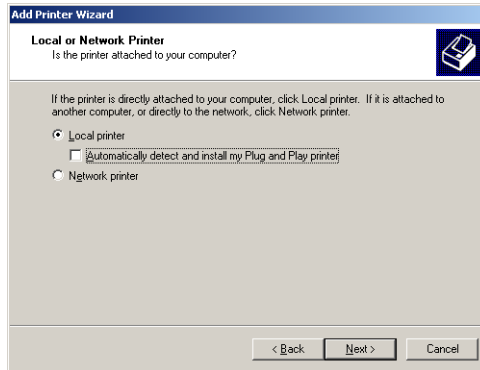 Add Printer Wizard
Local or Network Printer
Is the printer attached to your computer?
If the printer is directly attached to your computer, click Local printer. If it is attached to
another computer, or directly to the network, click Network printer.
Local printer
Automatically detect and install my Plug and Play printer
Network printer
< Back
Next >
Cancel